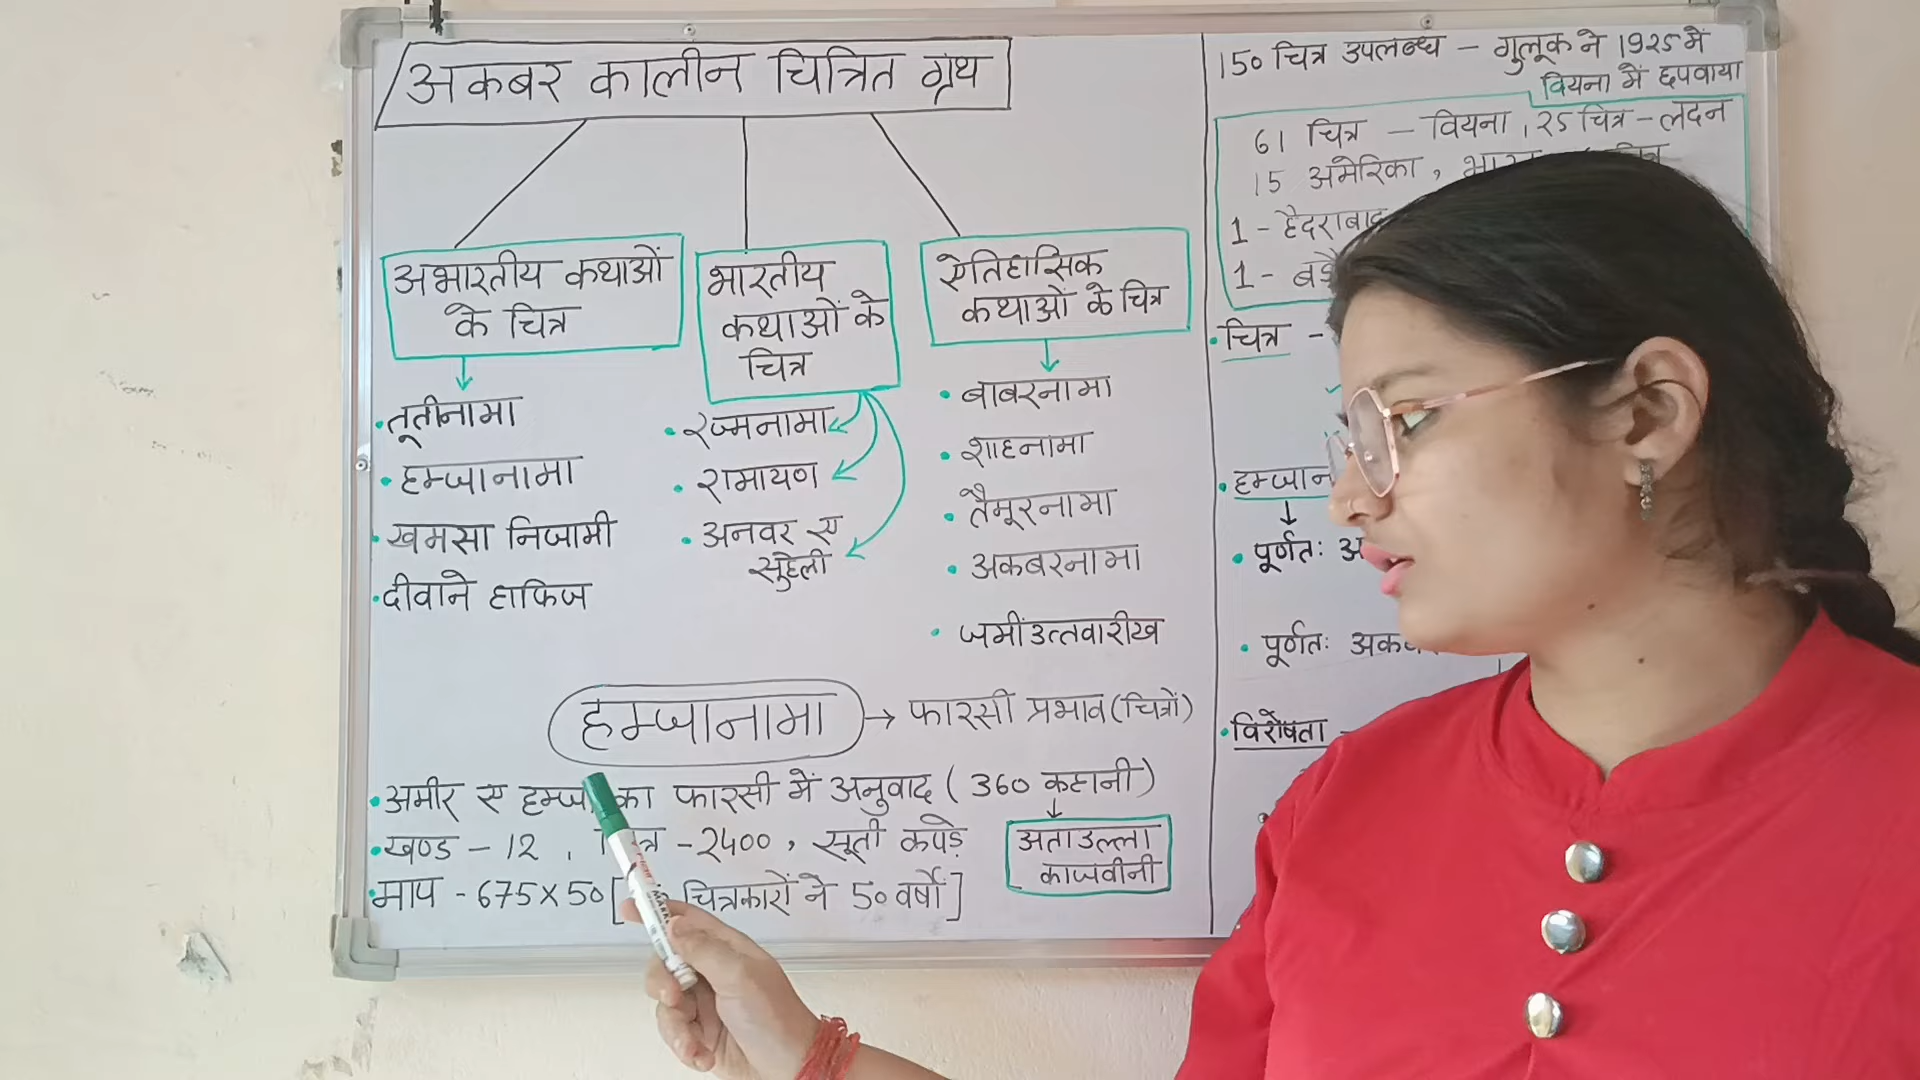 अकबर कालीन चित्रित ग्रंथ
अभारतीय कथाओं
के चित्र
तूतीनामा
हम्जानामा
खमसा निजामी
दीवाने हाफिज
भारतीय
कथाओं के
चित्र
रज्मनामा
रामायण
अनवर ए
सुहेली
ऐतिहासिक
कथाओं के चित्र
बाबरनामा
शाहनामा
तैमूरनामा
अकबरनामा
जमींउत्तवारीख
हम्जानामा → फारसी प्रभाव (चित्रों)
अमीर ए हम्जा का फारसी में अनुवाद (360 कहानी)
खण्ड - 12, - 2400, सूती कपड़े
अताउल्ला
काजवीनी
माप - 675 x 50 [ चित्रकारों ने 50 वर्षों ]
150 चित्र उपलब्ध - गुलूक ने 1925 में
वियना में छपवाया
61 चित्र - वियना, 25 चित्र - लंदन
15 अमेरिका,
1 - हैदराबाद
1 -
चित्र -
पूर्णतः
पूर्णतः
विशेषता -